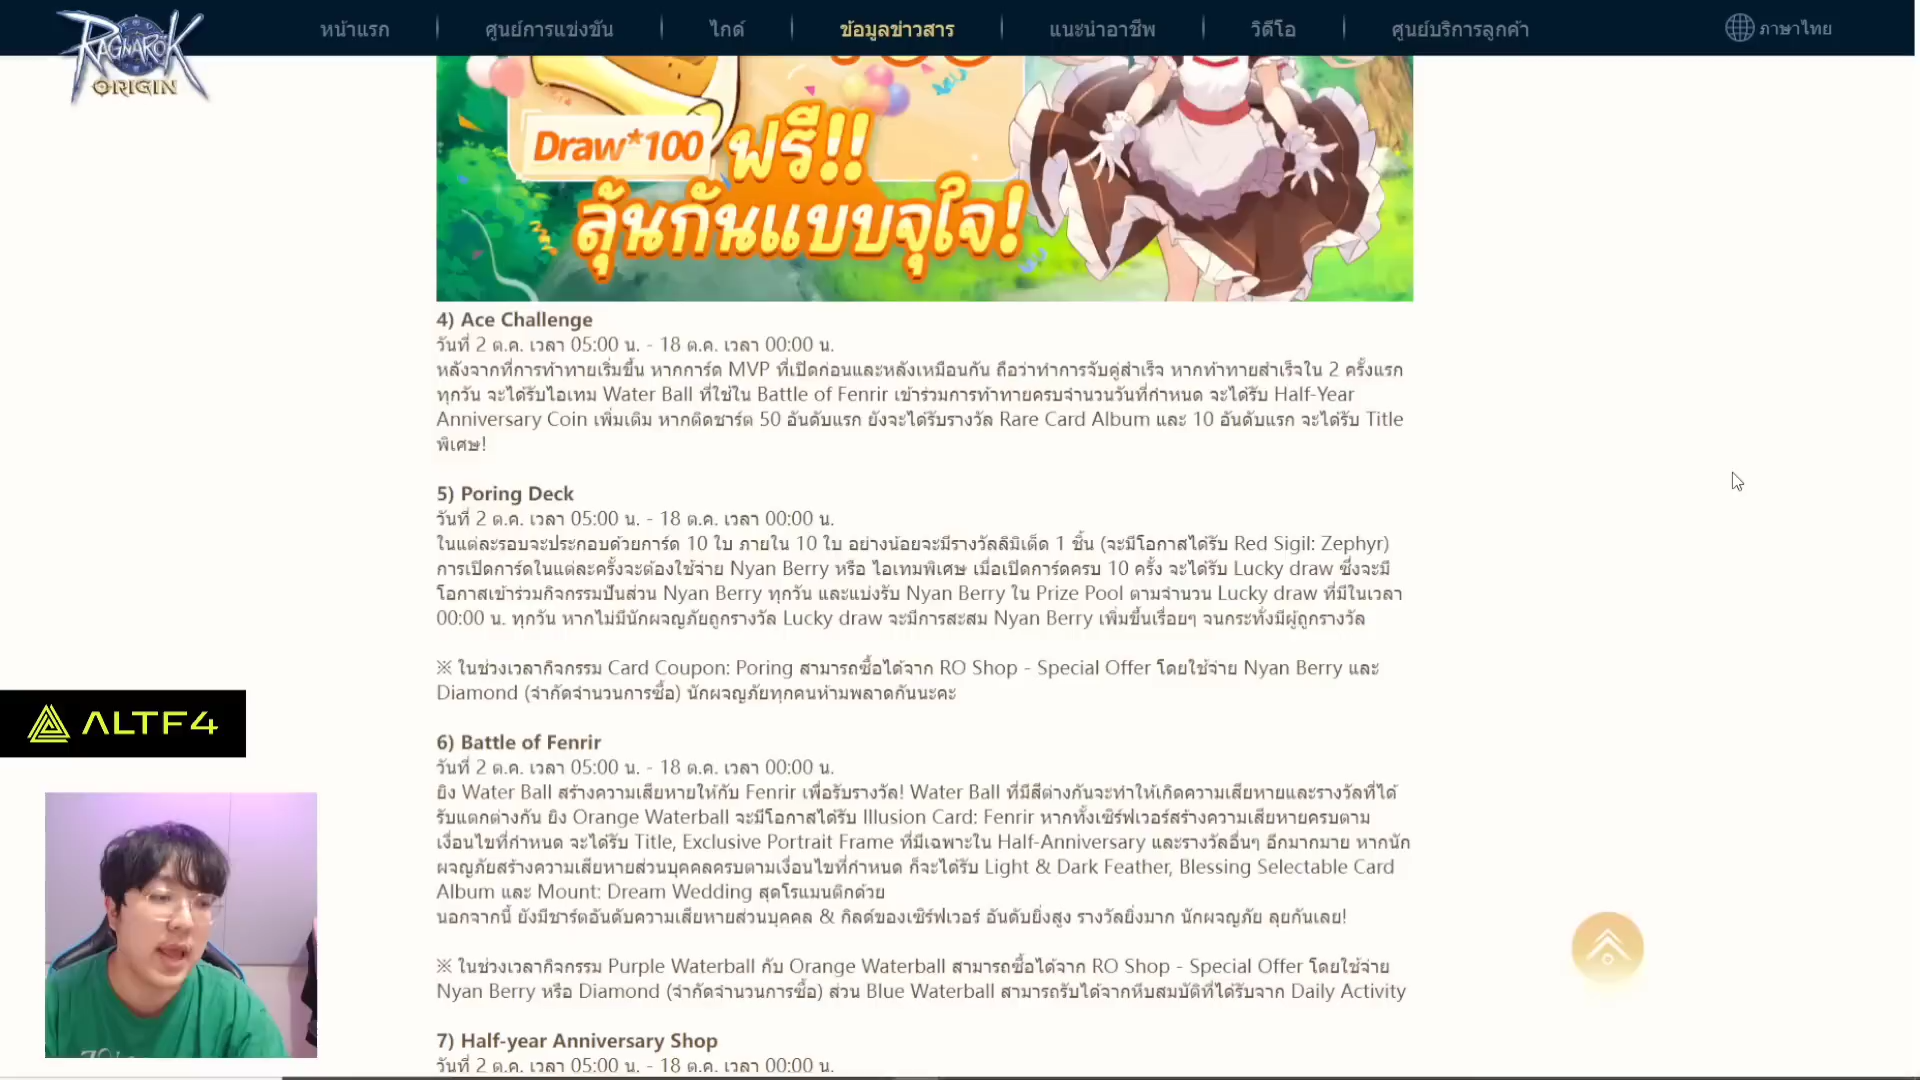 RAGNAROK
ORIGIN
หน้าแรก
ศูนย์การแข่งขัน
ไกด์
ข้อมูลข่าวสาร
แนะนำอาชีพ
วิดีโอ
ศูนย์บริการลูกค้า
ภาษาไทย
Draw*100 ฟรี!!
ลุ้นกันแบบจุใจ!
4) Ace Challenge
วันที่ 2 ต.ค. เวลา 05:00 น. - 18 ต.ค. เวลา 00:00 น.
หลังจากที่การท้าทายเริ่มขึ้น หากการ์ด MVP ที่เปิดก่อนและหลังเหมือนกัน ถือว่าทำการจับคู่สำเร็จ หากท้าทายสำเร็จใน 2 ครั้งแรก
ทุกวัน จะได้รับไอเทม Water Ball ที่ใช้ใน Battle of Fenrir เข้าร่วมการท้าทายครบจำนวนวันที่กำหนด จะได้รับ Half-Year
Anniversary Coin เพิ่มเติม หากติดชาร์ต 50 อันดับแรก ยังจะได้รับรางวัล Rare Card Album และ 10 อันดับแรก จะได้รับ Title
พิเศษ!
5) Poring Deck
วันที่ 2 ต.ค. เวลา 05:00 น. - 18 ต.ค. เวลา 00:00 น.
ในแต่ละรอบจะประกอบด้วยการ์ด 10 ใบ ภายใน 10 ใบ อย่างน้อยจะมีรางวัลลิมิเต็ด 1 ชิ้น (จะมีโอกาสได้รับ Red Sigil: Zephyr)
การเปิดการ์ดในแต่ละครั้งจะต้องใช้จ่าย Nyan Berry หรือ ไอเทมพิเศษ เมื่อเปิดการ์ดครบ 10 ครั้ง จะได้รับ Lucky draw ซึ่งจะมี
โอกาสเข้าร่วมกิจกรรมปันส่วน Nyan Berry ทุกวัน และแบ่งรับ Nyan Berry ใน Prize Pool ตามจำนวน Lucky draw ที่มีในเวลา
00:00 น. ทุกวัน หากไม่มีนักผจญภัยถูกรางวัล Lucky draw จะมีการสะสม Nyan Berry เพิ่มขึ้นเรื่อยๆ จนกระทั่งมีผู้ถูกรางวัล
※ ในช่วงเวลากิจกรรม Card Coupon: Poring สามารถซื้อได้จาก RO Shop - Special Offer โดยใช้จ่าย Nyan Berry และ
Diamond (จำกัดจำนวนการซื้อ) นักผจญภัยทุกคนห้ามพลาดกันนะคะ
6) Battle of Fenrir
วันที่ 2 ต.ค. เวลา 05:00 น. - 18 ต.ค. เวลา 00:00 น.
ยิง Water Ball สร้างความเสียหายให้กับ Fenrir เพื่อรับรางวัล! Water Ball ที่มีสีต่างกันจะทำให้เกิดความเสียหายและรางวัลที่ได้
รับแตกต่างกัน ยิง Orange Waterball จะมีโอกาสได้รับ Illusion Card: Fenrir หากทั้งเซิร์ฟเวอร์สร้างความเสียหายครบตาม
เงื่อนไขที่กำหนด จะได้รับ Title, Exclusive Portrait Frame ที่มีเฉพาะใน Half-Anniversary และรางวัลอื่นๆ อีกมากมาย หากนัก
ผจญภัยสร้างความเสียหายส่วนบุคคลครบตามเงื่อนไขที่กำหนด ก็จะได้รับ Light & Dark Feather, Blessing Selectable Card
Album และ Mount: Dream Wedding สุดโรแมนติกด้วย
นอกจากนี้ ยังมีชาร์ตอันดับความเสียหายส่วนบุคคล & กิลด์ของเซิร์ฟเวอร์ อันดับยิ่งสูง รางวัลยิ่งมาก นักผจญภัย ลุยกันเลย!
※ ในช่วงเวลากิจกรรม Purple Waterball กับ Orange Waterball สามารถซื้อได้จาก RO Shop - Special Offer โดยใช้จ่าย
Nyan Berry หรือ Diamond (จำกัดจำนวนการซื้อ) ส่วน Blue Waterball สามารถรับได้จากหีบสมบัติที่ได้รับจาก Daily Activity
7) Half-year Anniversary Shop
วันที่ 2 ต.ค. เวลา 05:00 น. - 18 ต.ค. เวลา 00:00 น.
ALTF4